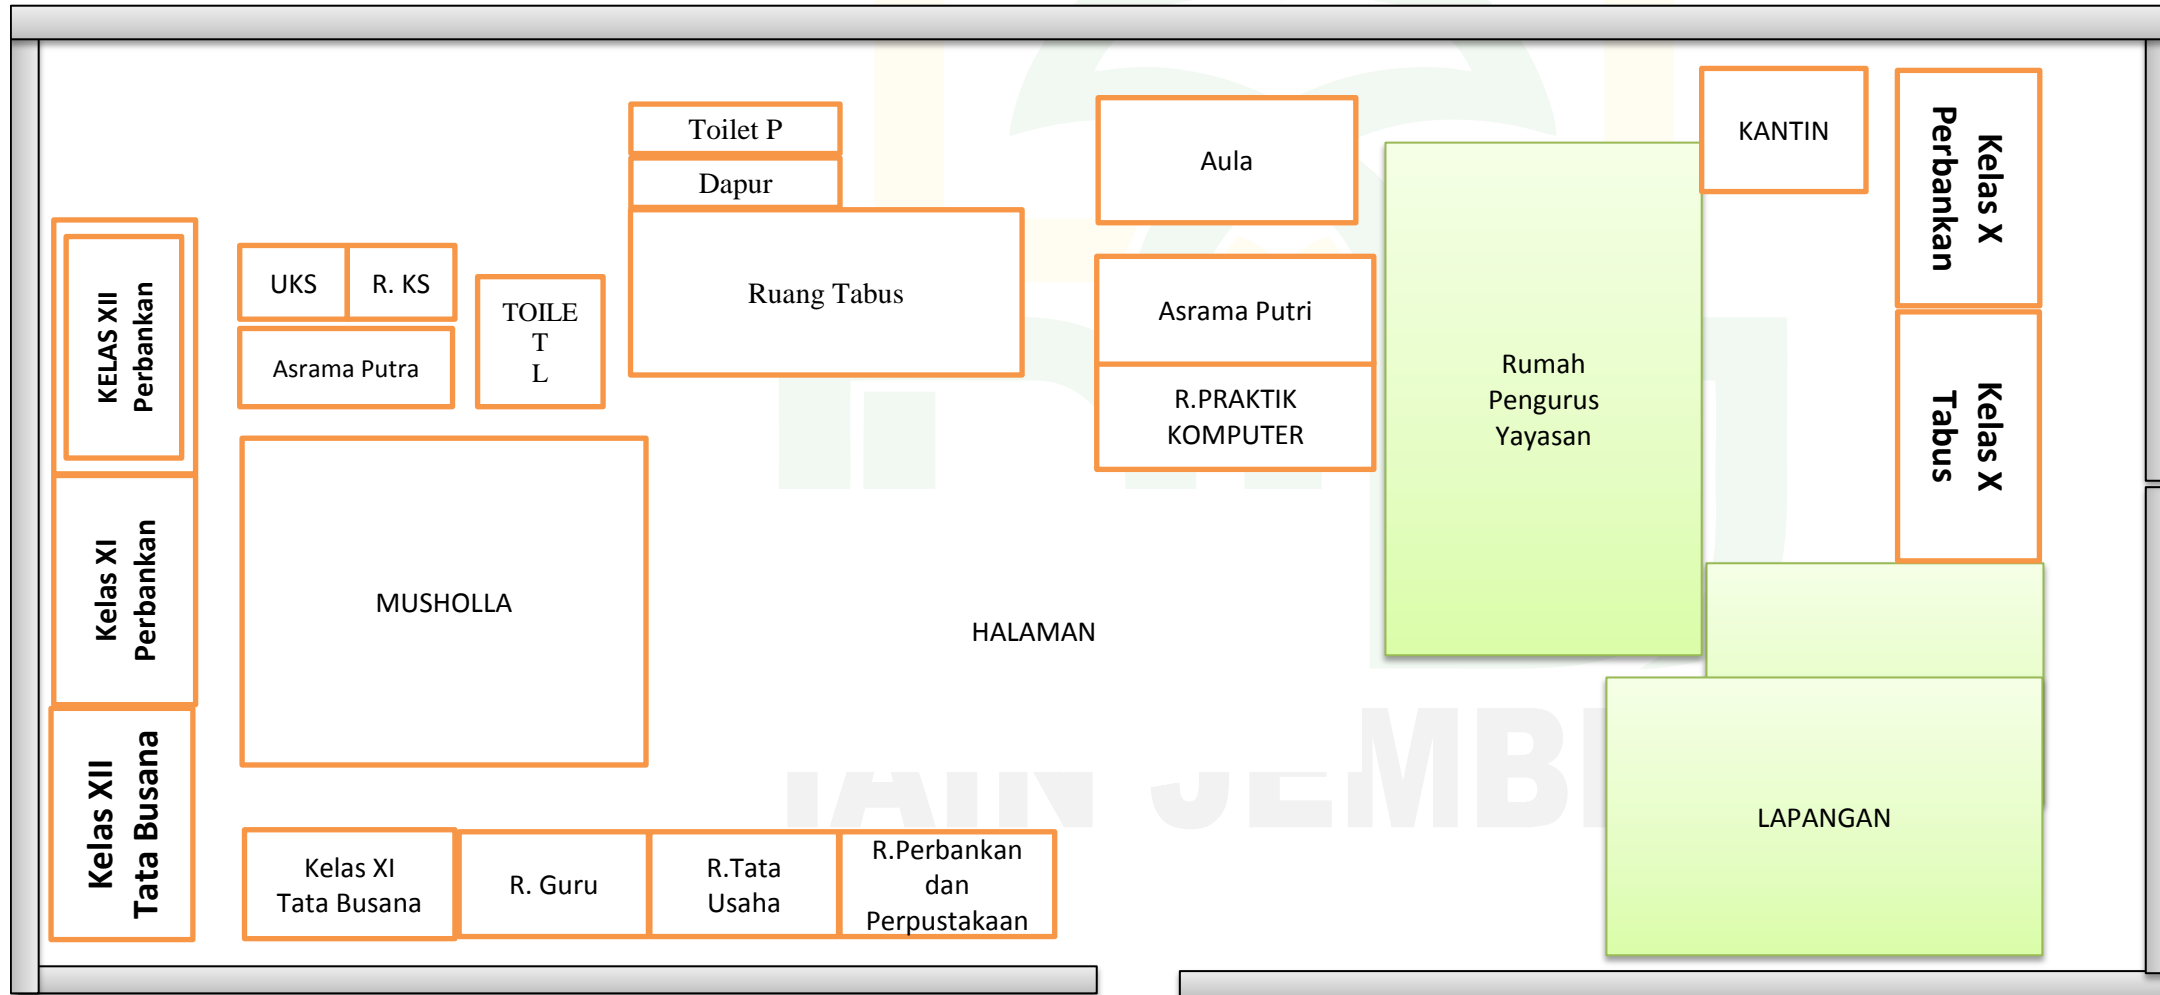 Toilet P
Dapur
Ruang Tabus
Aula
KANTIN
Kelas X
Perbankan
UKS
R. KS
TOILE
T
L
Asrama Putra
KELAS XII
Perbankan
Asrama Putri
R.PRAKTIK
KOMPUTER
Rumah
Pengurus
Yayasan
Kelas X
Tabus
Kelas XI
Perbankan
MUSHOLLA
HALAMAN
Kelas XII
Tata Busana
Kelas XI
Tata Busana
R. Guru
R.Tata
Usaha
R.Perbankan
dan
Perpustakaan
LAPANGAN
IAIN JEMB